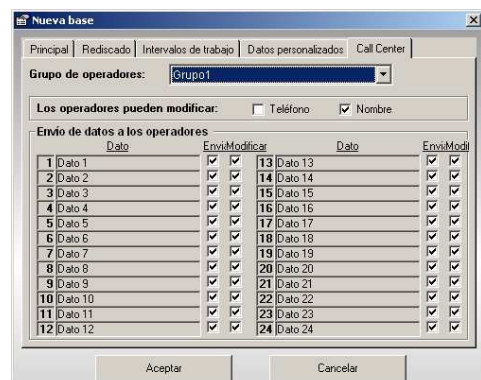 Nueva base
Principal Rediscado Intervalos de trabajo Datos personalizados Call Center
Grupo de operadores: Grupo1
Los operadores pueden modificar: Teléfono Nombre
Envío de datos a los operadores
Dato Envia Modificar Dato Envia Modif
1 Dato 1 13 Dato 13
2 Dato 2 14 Dato 14
3 Dato 3 15 Dato 15
4 Dato 4 16 Dato 16
5 Dato 5 17 Dato 17
6 Dato 6 18 Dato 18
7 Dato 7 19 Dato 19
8 Dato 8 20 Dato 20
9 Dato 9 21 Dato 21
10 Dato 10 22 Dato 22
11 Dato 11 23 Dato 23
12 Dato 12 24 Dato 24
Aceptar Cancelar